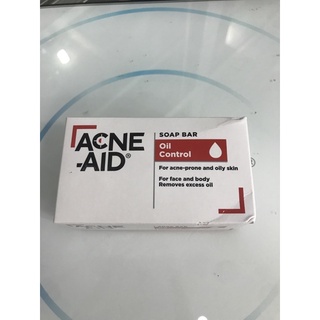 ACNE
-AID®
SOAP BAR
Oil
Control
For acne-prone and oily skin
For face and body
Removes excess oil